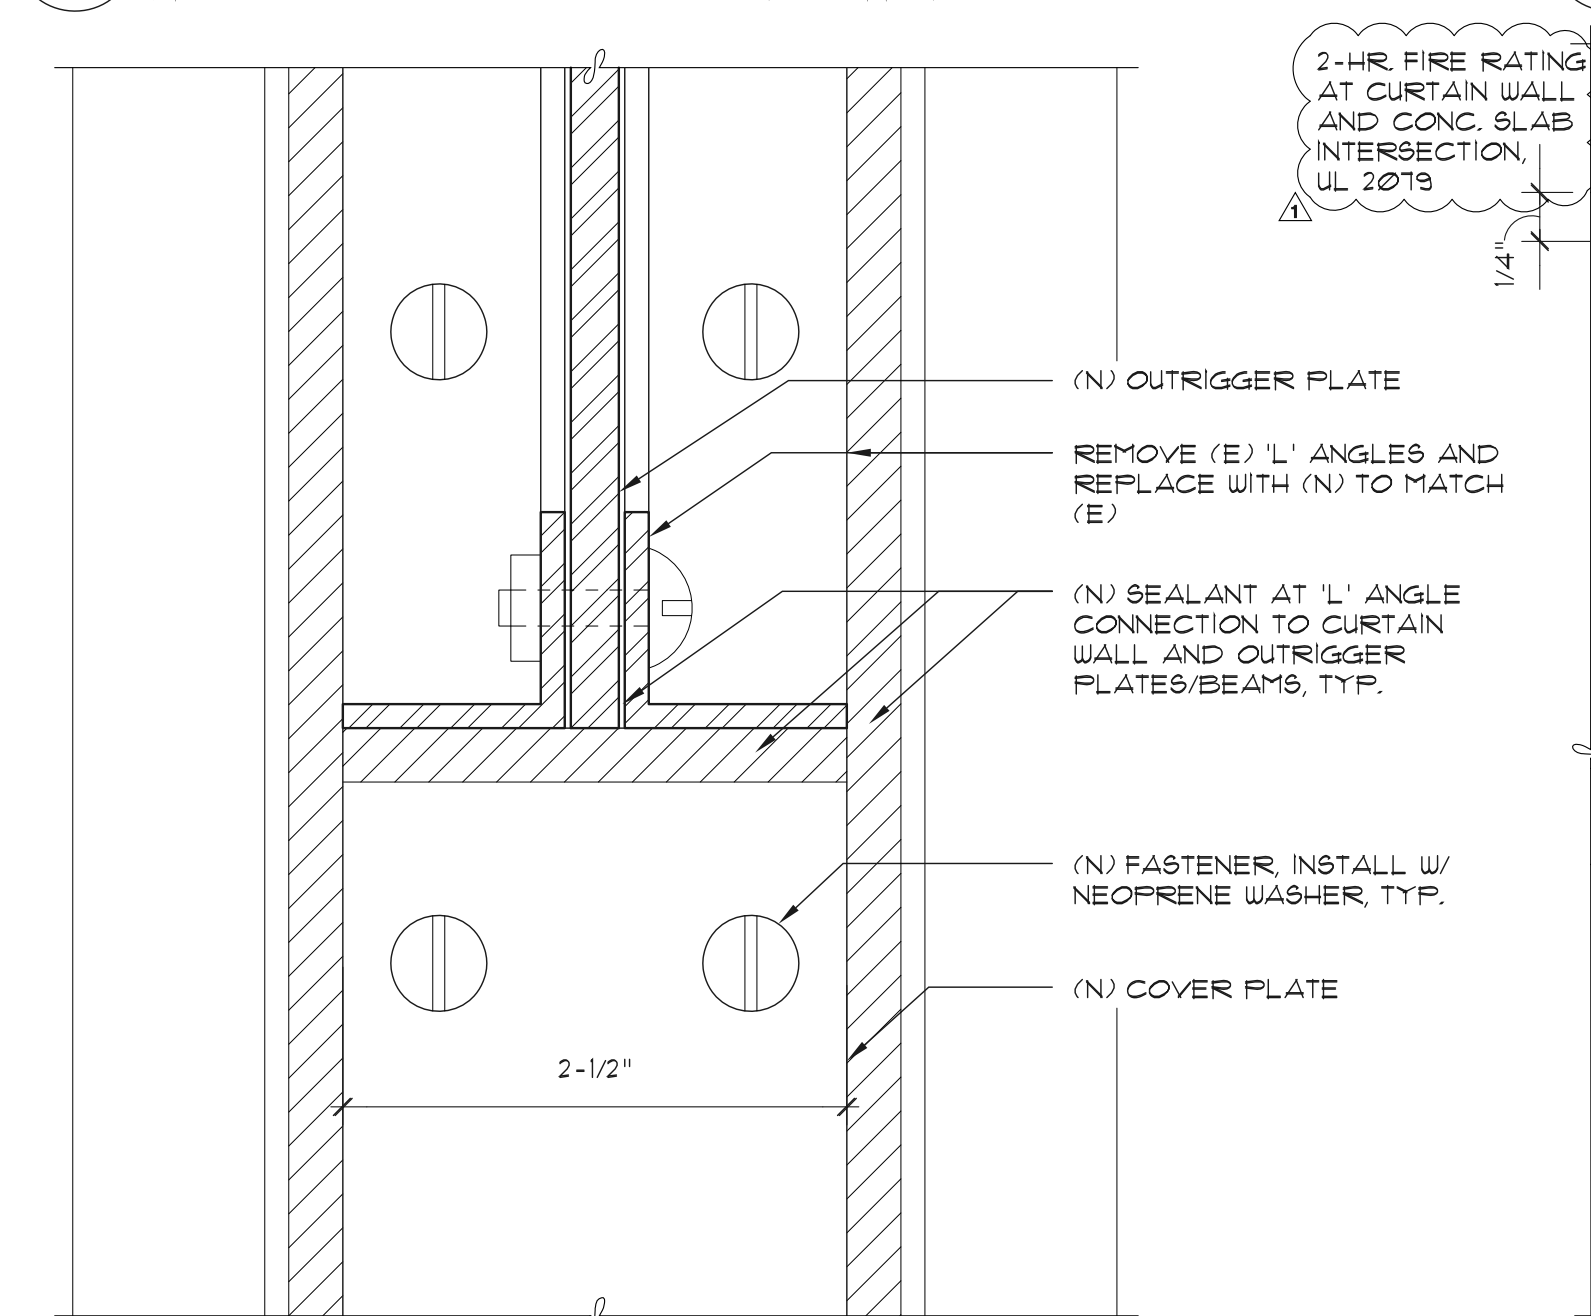 2-HR. FIRE RATING
AT CURTAIN WALL
AND CONC. SLAB
INTERSECTION,
UL 2079
1
1/4"
(N) OUTRIGGER PLATE
REMOVE (E) 'L' ANGLES AND
REPLACE WITH (N) TO MATCH
(E)
(N) SEALANT AT 'L' ANGLE
CONNECTION TO CURTAIN
WALL AND OUTRIGGER
PLATES/BEAMS, TYP.
(N) FASTENER, INSTALL W/
NEOPRENE WASHER, TYP.
(N) COVER PLATE
2-1/2"